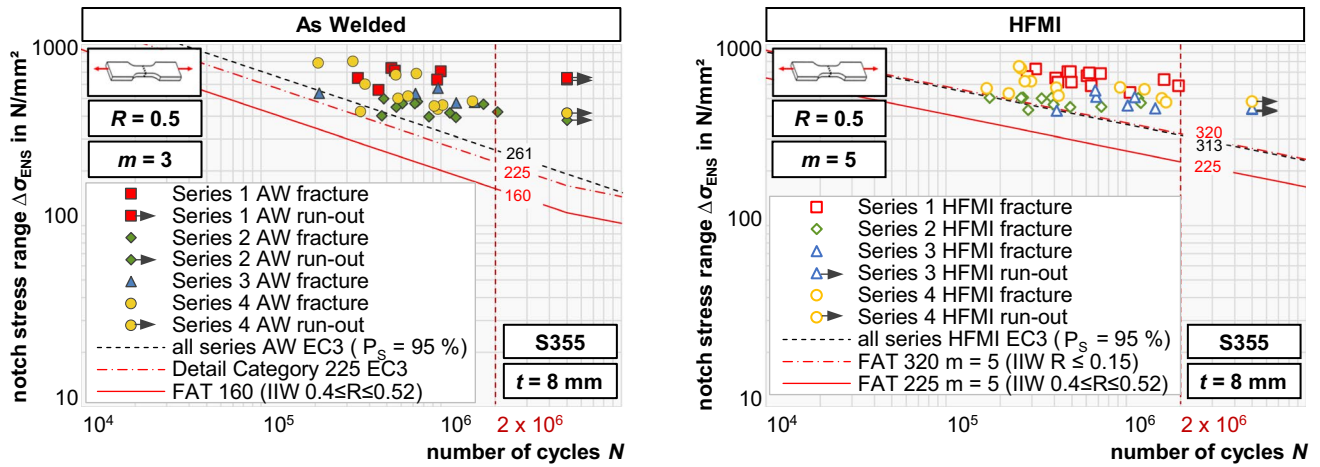 As Welded
notch stress range ΔσENS in N/mm²
1000
100
10
R = 0.5
m = 3
261
225
160
Series 1 AW fracture
Series 1 AW run-out
Series 2 AW fracture
Series 2 AW run-out
Series 3 AW fracture
Series 4 AW fracture
Series 4 AW run-out
all series AW EC3 ( PS = 95 %)
Detail Category 225 EC3
FAT 160 (IIW 0.4≤R≤0.52)
S355
t = 8 mm
10⁴ 10⁵ 10⁶ 2 x 10⁶
number of cycles N
HFMI
notch stress range ΔσENS in N/mm²
1000
100
10
R = 0.5
m = 5
320
313
225
Series 1 HFMI fracture
Series 2 HFMI fracture
Series 3 HFMI fracture
Series 3 HFMI run-out
Series 4 HFMI fracture
Series 4 HFMI run-out
all series HFMI EC3 ( PS = 95 %)
FAT 320 m = 5 (IIW R ≤ 0.15)
FAT 225 m = 5 (IIW 0.4≤R≤0.52)
S355
t = 8 mm
10⁴ 10⁵ 10⁶ 2 x 10⁶
number of cycles N